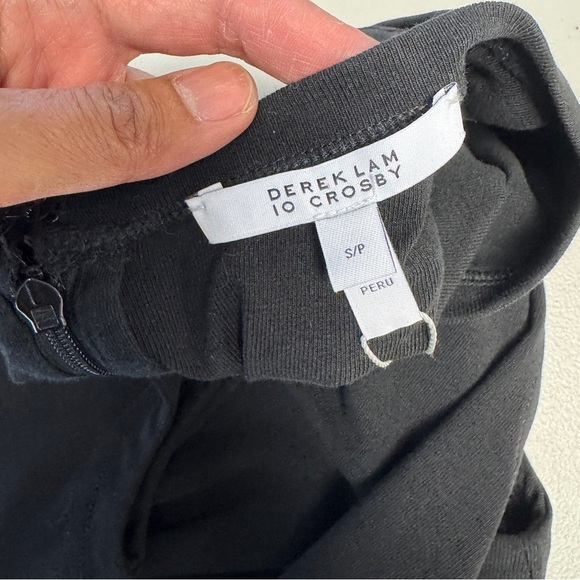 DEREK LAM
10 CROSBY
S/P
PERU